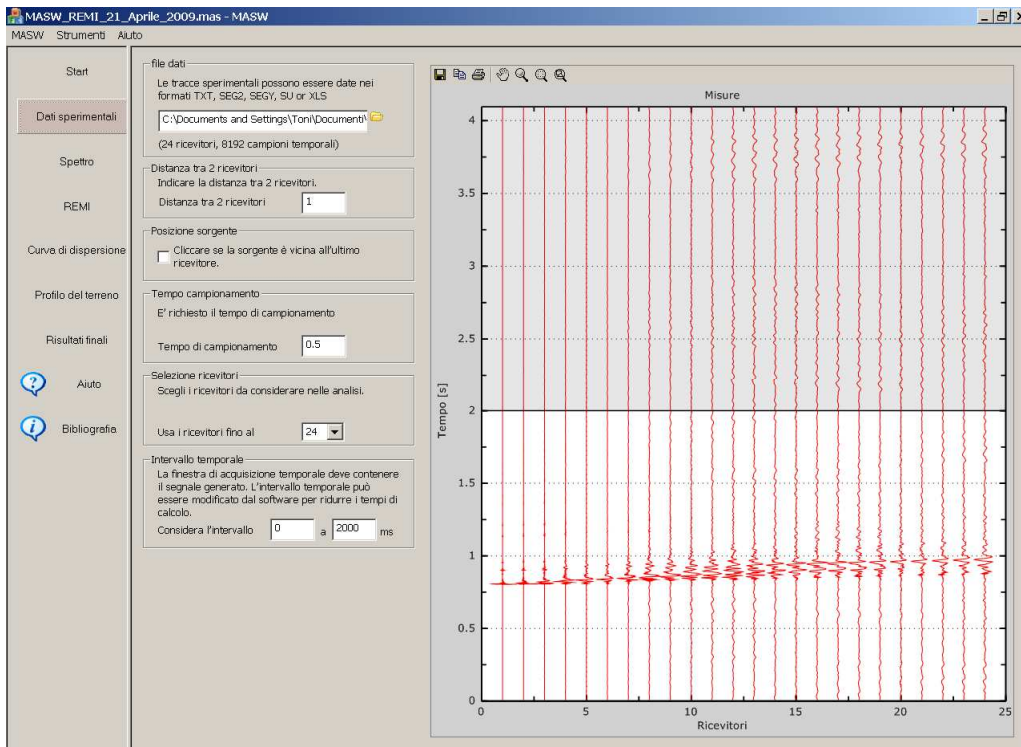 MASW_REMI_21_Aprile_2009.mas - MASW
MASW Strumenti Aiuto
Start
Dati sperimentali
Spettro
REMI
Curva di dispersione
Profilo del terreno
Risultati finali
Aiuto
Bibliografia
file dati
Le tracce sperimentali possono essere date nei
formati TXT, SEG2, SEGY, SU or XLS
C:\Documents and Settings\Toni\Documenti\
(24 ricevitori, 8192 campioni temporali)
Distanza tra 2 ricevitori
Indicare la distanza tra 2 ricevitori.
Distanza tra 2 ricevitori 1
Posizione sorgente
Cliccare se la sorgente è vicina all'ultimo
ricevitore.
Tempo campionamento
E' richiesto il tempo di campionamento
Tempo di campionamento 0.5
Selezione ricevitori
Scegli i ricevitori da considerare nelle analisi.
Usa i ricevitori fino al 24
Intervallo temporale
La finestra di acquisizione temporale deve contenere
il segnale generato. L'intervallo temporale può
essere modificato dal software per ridurre i tempi di
calcolo.
Considera l'intervallo 0 a 2000 ms
Misure
4
3.5
3
2.5
2
1.5
1
0.5
0
Tempo [s]
0 5 10 15 20 25
Ricevitori